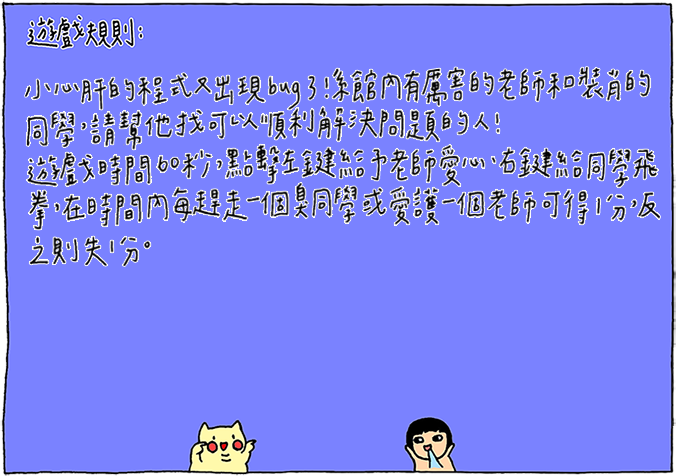 遊戲規則:
小心肝的程式又出現bug了!系館內有厲害的老師和裝肖的
同學,請幫他找可以順利解決問題的人!
遊戲時間60秒,點擊左鍵給予老師愛心、右鍵給同學飛
拳,在時間內每趕走一個臭同學或愛護一個老師可得1分,反
之則失1分。